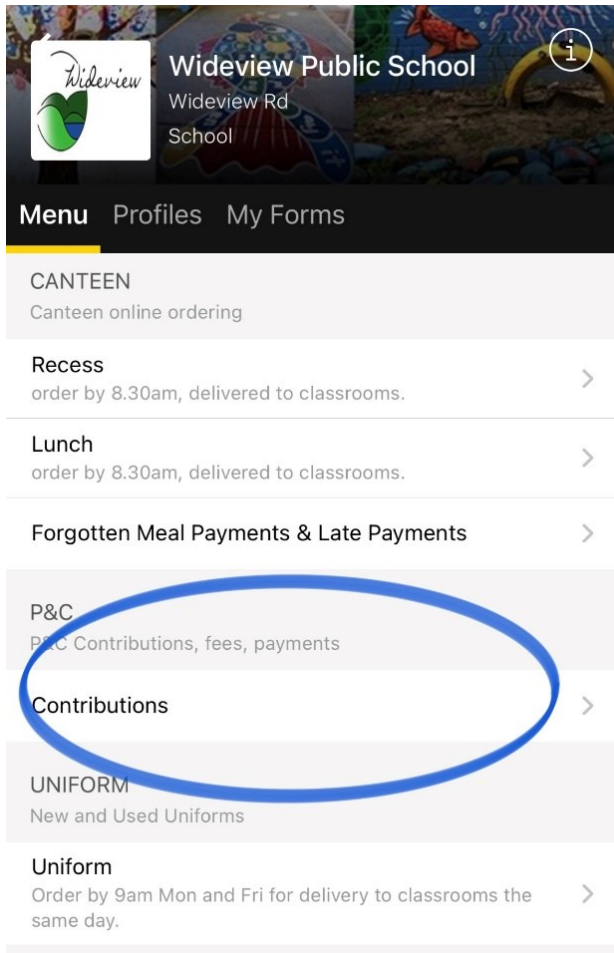 Wideview
Wideview Public School
Wideview Rd
School
i
Menu Profiles My Forms
CANTEEN
Canteen online ordering
Recess
order by 8.30am, delivered to classrooms.
Lunch
order by 8.30am, delivered to classrooms.
Forgotten Meal Payments & Late Payments
P&C
P&C Contributions, fees, payments
Contributions
UNIFORM
New and Used Uniforms
Uniform
Order by 9am Mon and Fri for delivery to classrooms the
same day.